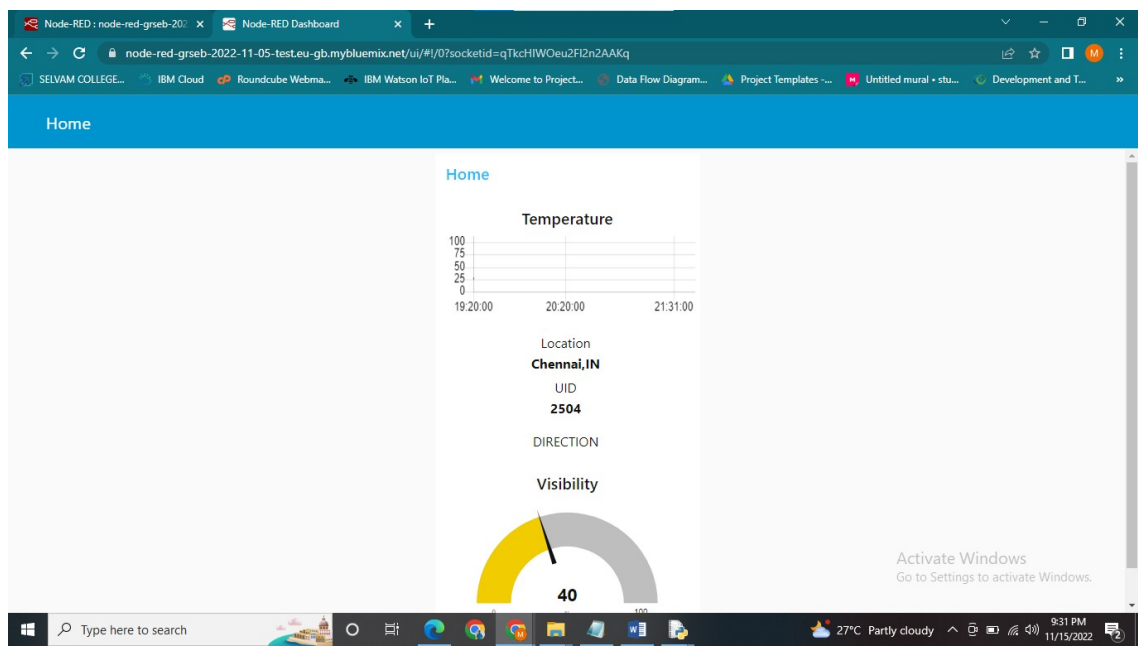 Node-RED : node-red-grseb-202
Node-RED Dashboard
node-red-grseb-2022-11-05-test.eu-gb.mybluemix.net/ui/#!/0?socketid=qTkcHIWOeu2Fl2n2AAKq
M
SELVAM COLLEGE... IBM Cloud Roundcube Webma... IBM Watson IoT Pla... Welcome to Project... Data Flow Diagram... Project Templates -... Untitled mural • stu... Development and T... »
Home
Home
Temperature
100
75
50
25
0
19:20:00 20:20:00 21:31:00
Location
Chennai,IN
UID
2504
DIRECTION
Visibility
40
0 100
Activate Windows
Go to Settings to activate Windows.
Type here to search
27°C Partly cloudy
9:31 PM
11/15/2022
2